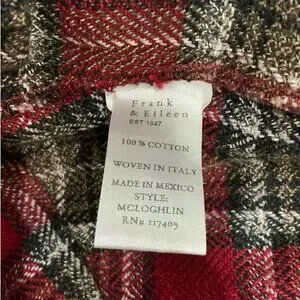 Frank
& Eileen
EST 1947
100% COTTON
WOVEN IN ITALY
MADE IN MEXICO
STYLE:
MCLOGHLIN
RN# 117409